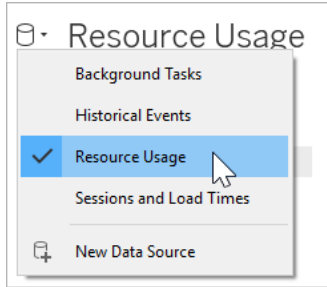 Resource Usage
Background Tasks
Historical Events
Resource Usage
Sessions and Load Times
New Data Source